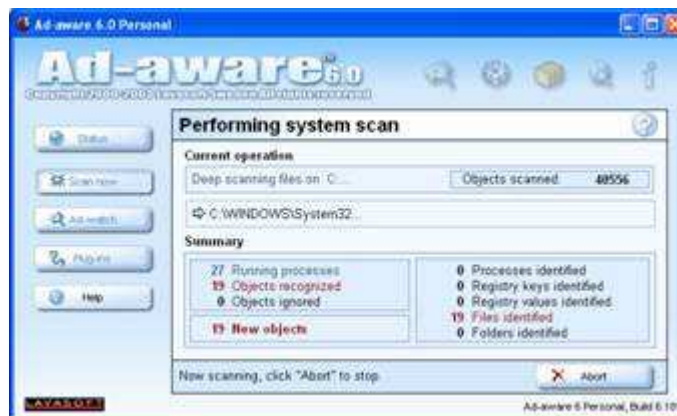 Ad-aware 6.0 Personal
Ad-aware 6.0
Status
Performing system scan
Current operation
Scan now
Deep scanning files on C:...
Objects scanned 40556
Ad-watch
C:\WINDOWS\System32...
Summary
Plug-ins
27 Running processes
19 Objects recognized
0 Objects ignored
0 Processes identified
0 Registry keys identified
0 Registry values identified
19 Files identified
0 Folders identified
Help
19 New objects
Now scanning, click "Abort" to stop.
Abort
LAVASOFT
Ad-aware 6 Personal, Build 6.18